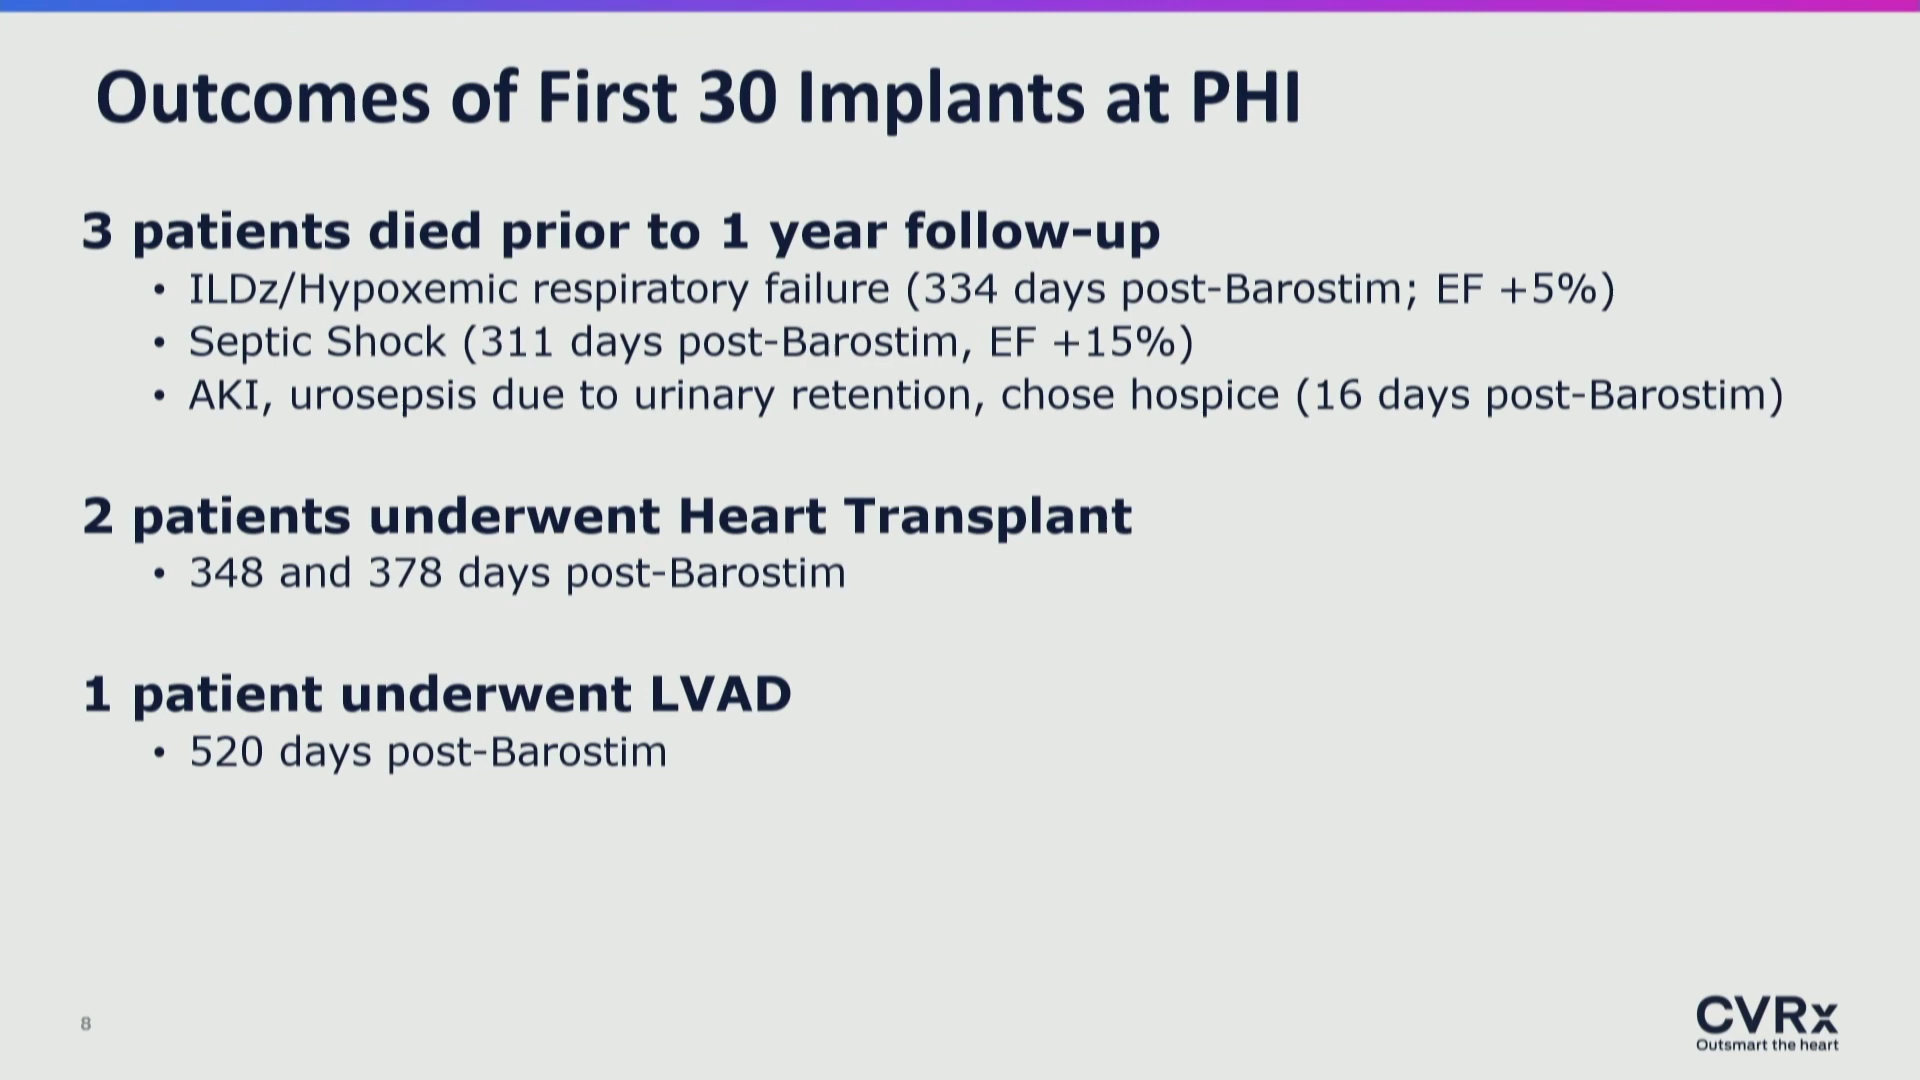 Outcomes of First 30 Implants at PHI
3 patients died prior to 1 year follow-up
• ILDz/Hypoxemic respiratory failure (334 days post-Barostim; EF +5%)
• Septic Shock (311 days post-Barostim, EF +15%)
• AKI, urosepsis due to urinary retention, chose hospice (16 days post-Barostim)
2 patients underwent Heart Transplant
• 348 and 378 days post-Barostim
1 patient underwent LVAD
• 520 days post-Barostim
8
CVRx
Outsmart the heart